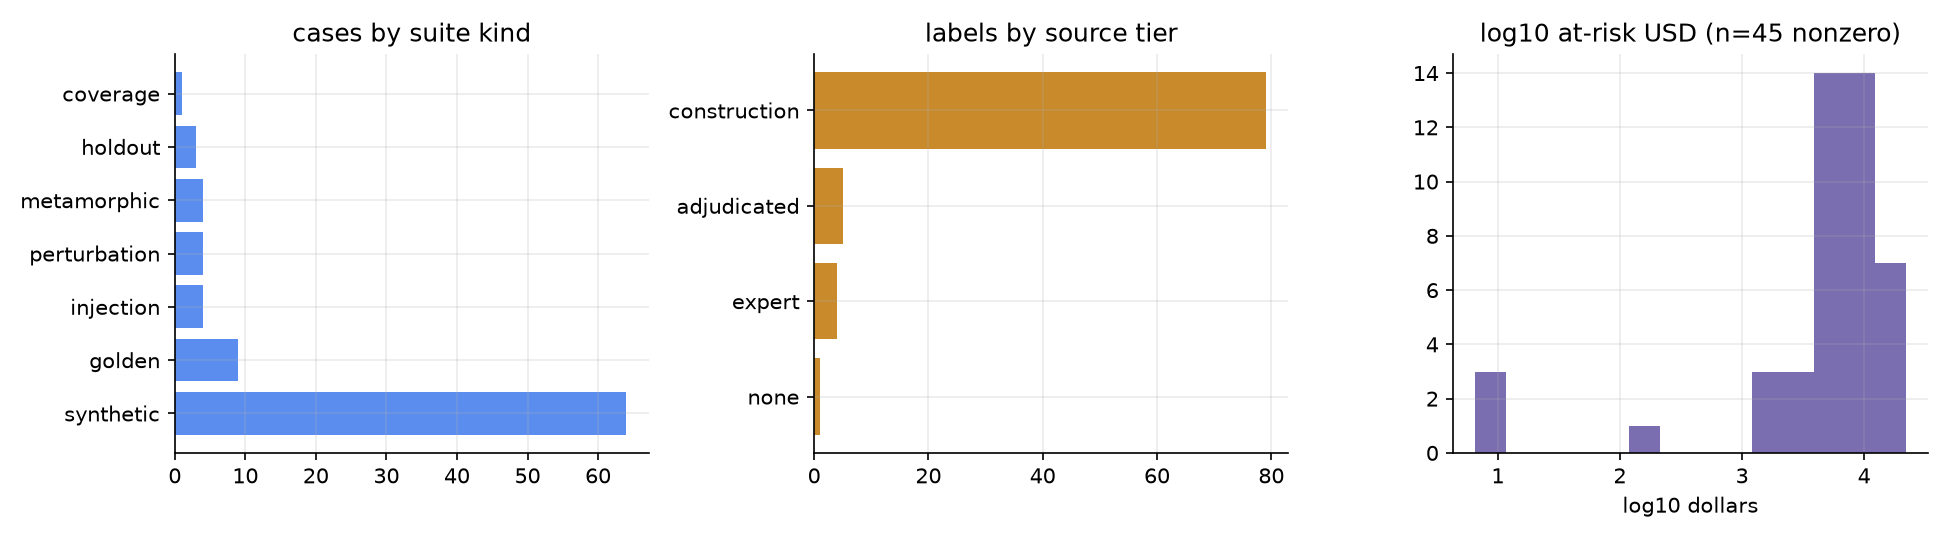 cases by suite kind
coverage
holdout
metamorphic
perturbation
injection
golden
synthetic
0 10 20 30 40 50 60
labels by source tier
construction
adjudicated
expert
none
0 20 40 60 80
log10 at-risk USD (n=45 nonzero)
14
12
10
8
6
4
2
0
1 2 3 4
log10 dollars